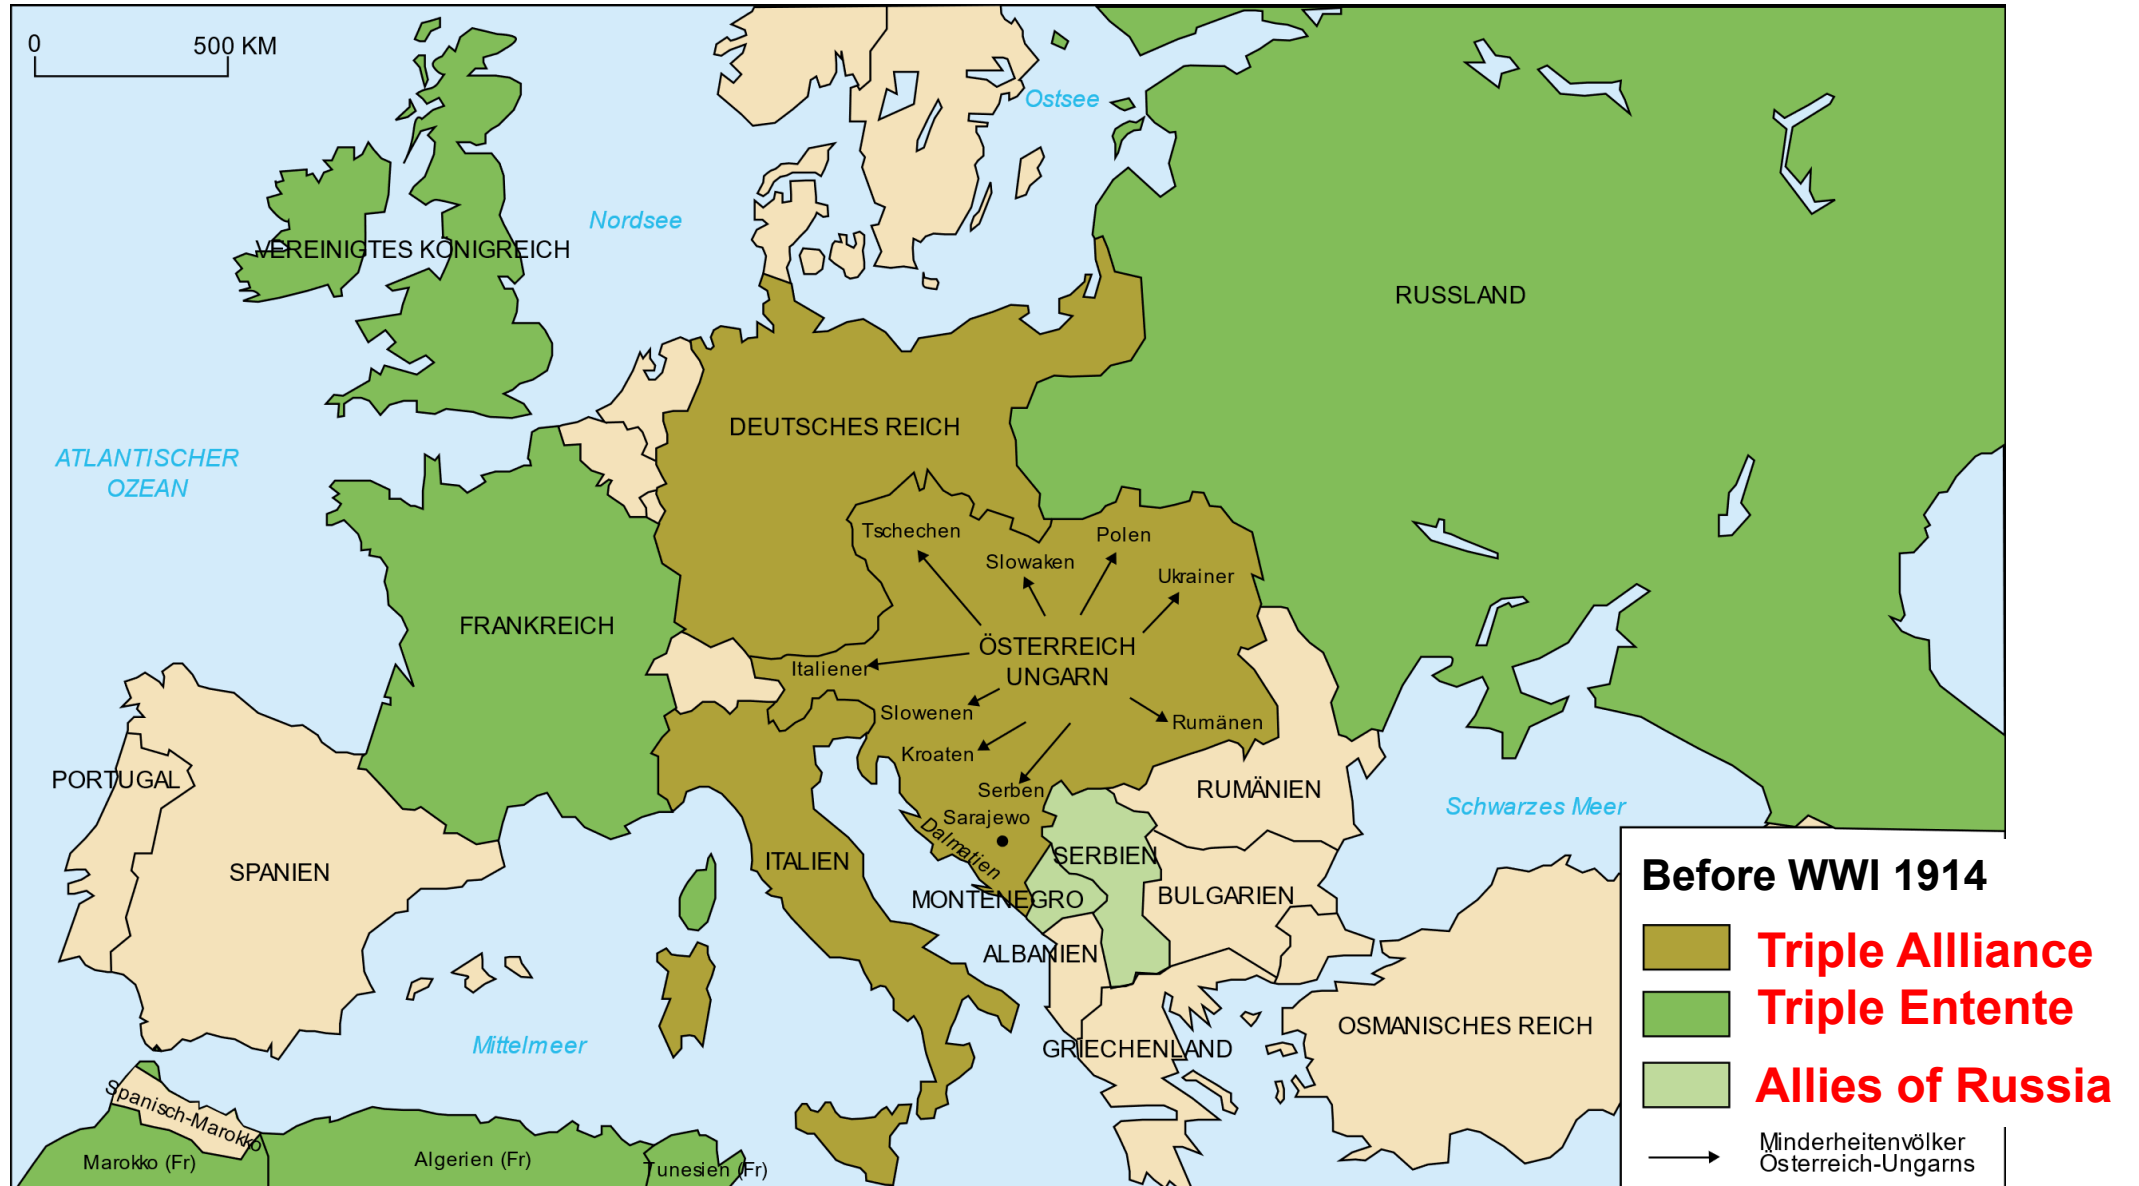 0 500 KM
Ostsee
Nordsee
VEREINIGTES KÖNIGREICH
RUSSLAND
DEUTSCHES REICH
ATLANTISCHER
OZEAN
Tschechen
Polen
Slowaken
Ukrainer
FRANKREICH
ÖSTERREICH
UNGARN
Italiener
Slowenen
Rumänen
Kroaten
PORTUGAL
Serben
RUMÄNIEN
Schwarzes Meer
Sarajewo
Dalmatien
SPANIEN
ITALIEN
SERBIEN
MONTENEGRO
BULGARIEN
ALBANIEN
OSMANISCHES REICH
Mittelmeer
GRIECHENLAND
Spanisch-Marokko
Marokko (Fr)
Algerien (Fr)
Tunesien (Fr)
Before WWI 1914
Triple Allliance
Triple Entente
Allies of Russia
Minderheitenvölker
Österreich-Ungarns